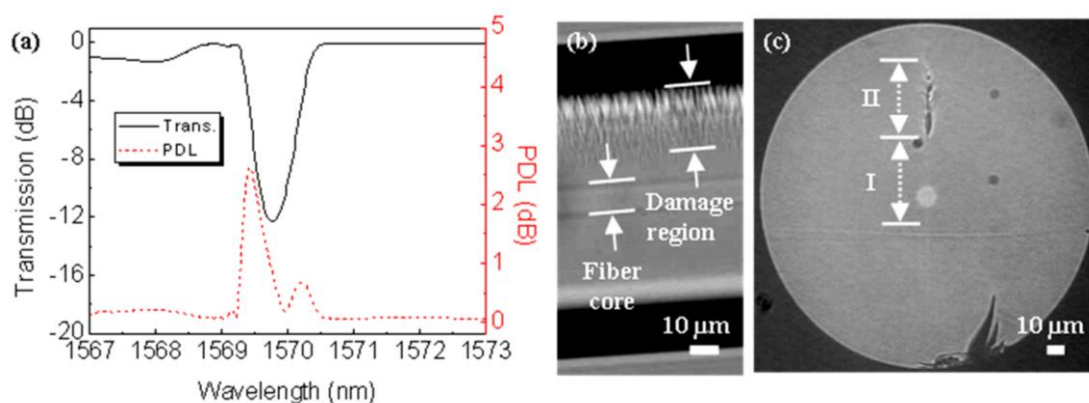 (a)
0
-4
-8
-12
-16
-20
Transmission (dB)
Trans.
PDL
5
4
3
2
1
0
PDL (dB)
1567 1568 1569 1570 1571 1572 1573
Wavelength (nm)
(b)
Damage
region
Fiber
core
10 μm
(c)
II
I
10 μm